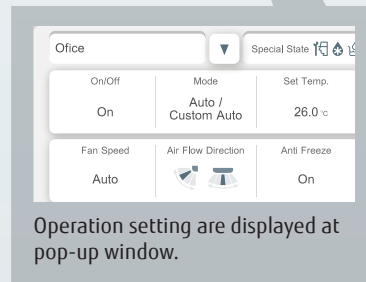 Ofice ▼ Special State
On/Off Mode Set Temp.
On Auto / Custom Auto 26.0 °C
Fan Speed Air Flow Direction Anti Freeze
Auto On
Operation setting are displayed at
pop-up window.